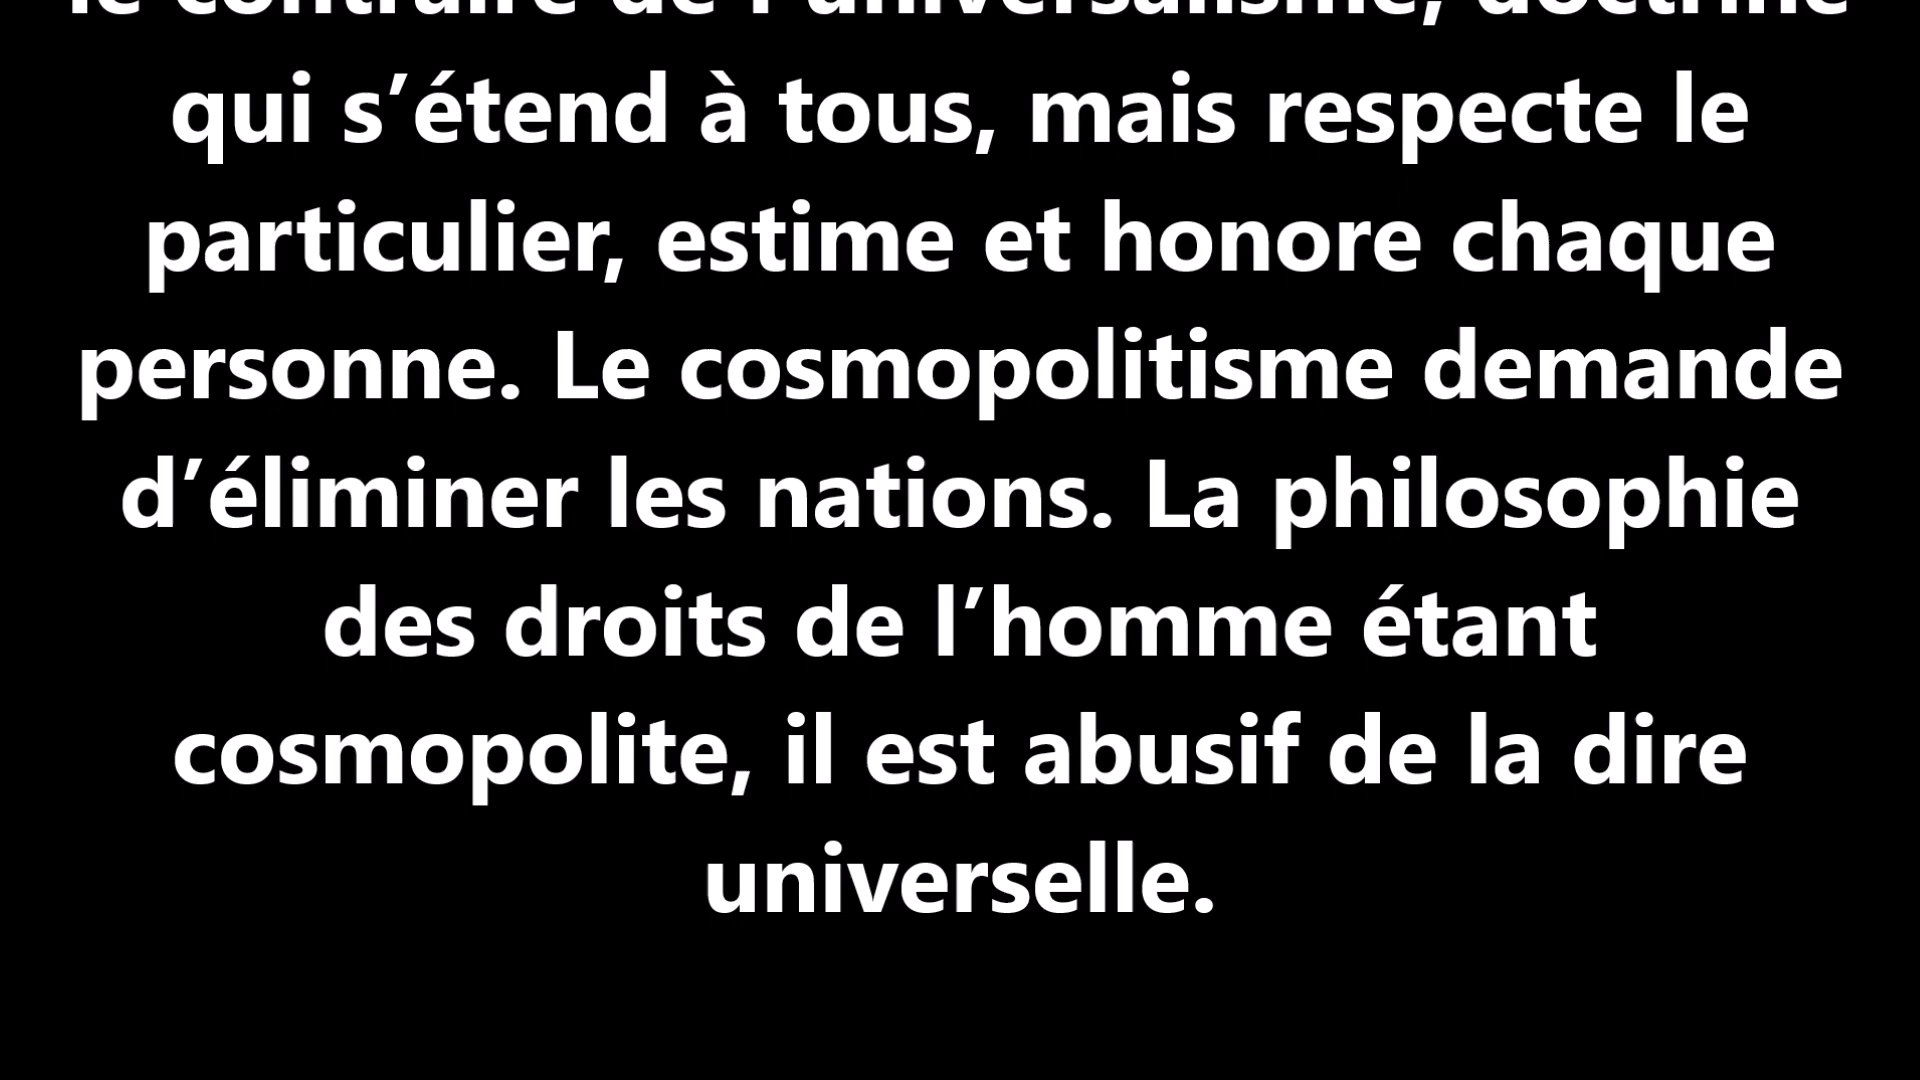 le contraire de l’universalisme, doctrine
qui s’étend à tous, mais respecte le
particulier, estime et honore chaque
personne. Le cosmopolitisme demande
d’éliminer les nations. La philosophie
des droits de l’homme étant
cosmopolite, il est abusif de la dire
universelle.